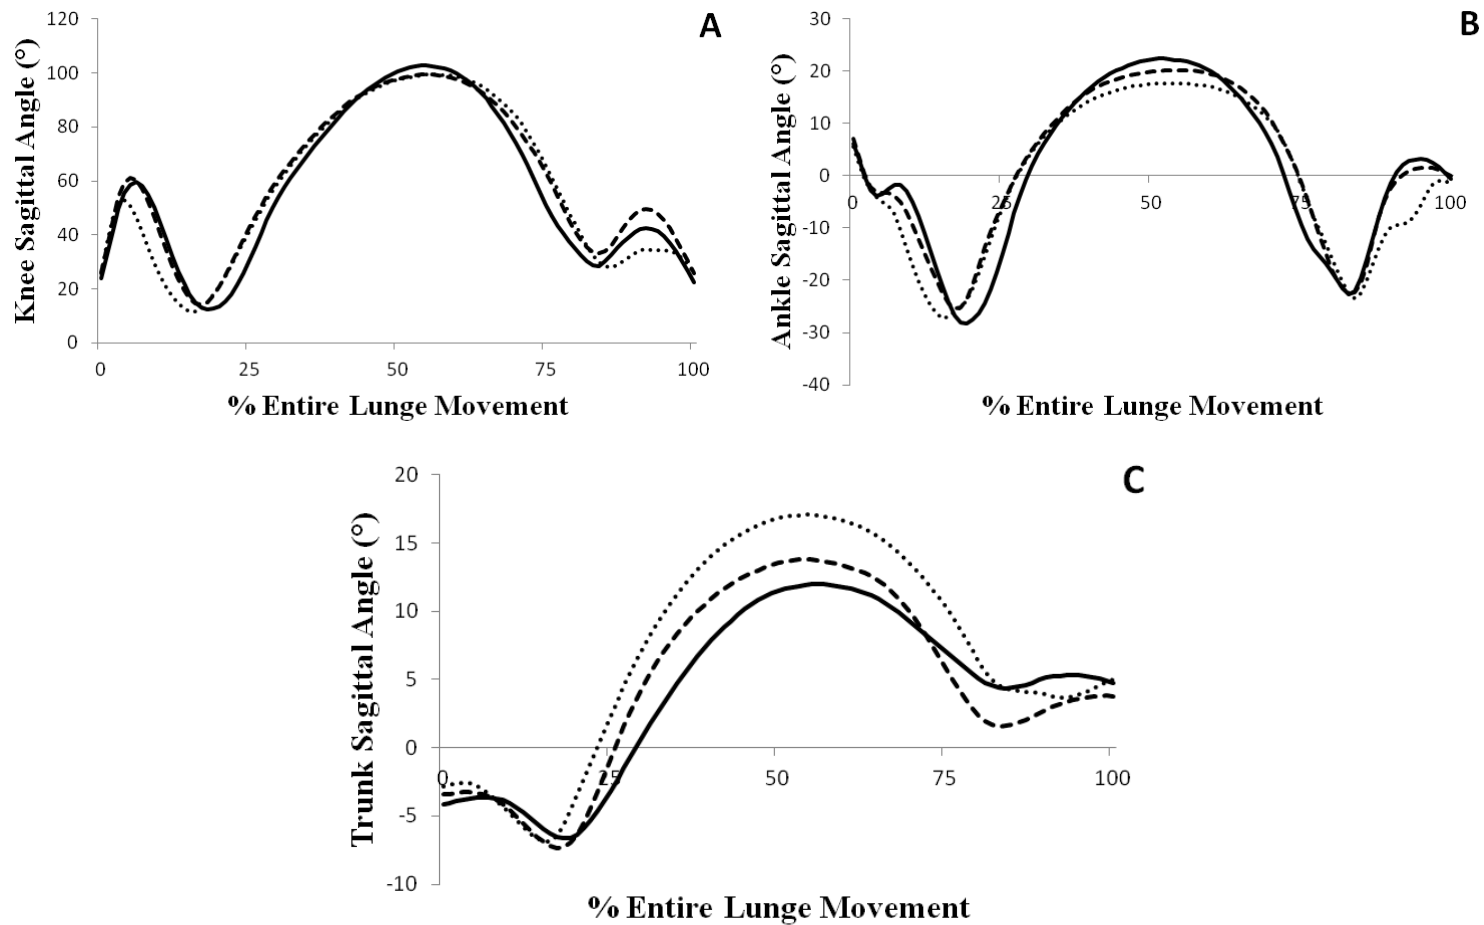 A
Knee Sagittal Angle (°)
120
100
80
60
40
20
0
0 25 50 75 100
% Entire Lunge Movement
B
Ankle Sagittal Angle (°)
30
20
10
0
-10
-20
-30
-40
0 25 50 75 100
% Entire Lunge Movement
C
Trunk Sagittal Angle (°)
20
15
10
5
0
-5
-10
0 25 50 75 100
% Entire Lunge Movement